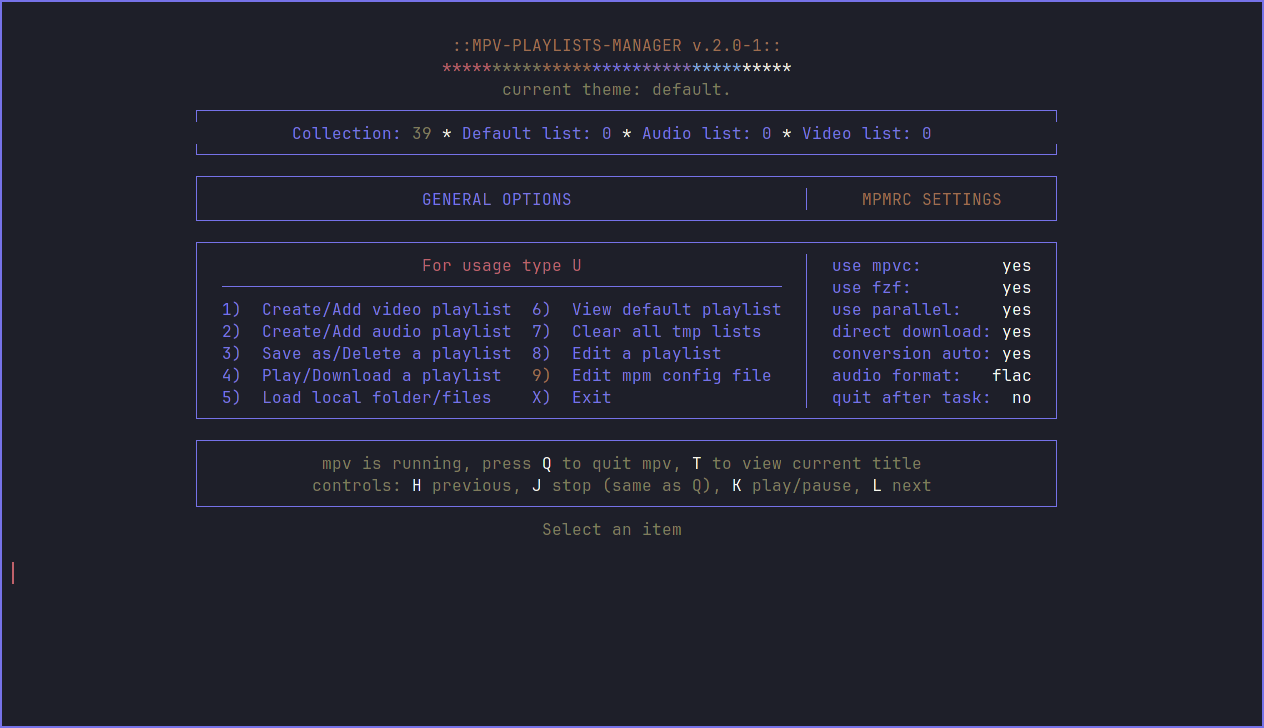 ::MPV-PLAYLISTS-MANAGER v.2.0-1::
***********************************
current theme: default.
Collection: 39 * Default list: 0 * Audio list: 0 * Video list: 0
GENERAL OPTIONS
MPMRC SETTINGS
For usage type U
1) Create/Add video playlist 6) View default playlist
2) Create/Add audio playlist 7) Clear all tmp lists
3) Save as/Delete a playlist 8) Edit a playlist
4) Play/Download a playlist 9) Edit mpm config file
5) Load local folder/files X) Exit
use mpvc: yes
use fzf: yes
use parallel: yes
direct download: yes
conversion auto: yes
audio format: flac
quit after task: no
mpv is running, press Q to quit mpv, T to view current title
controls: H previous, J stop (same as Q), K play/pause, L next
Select an item